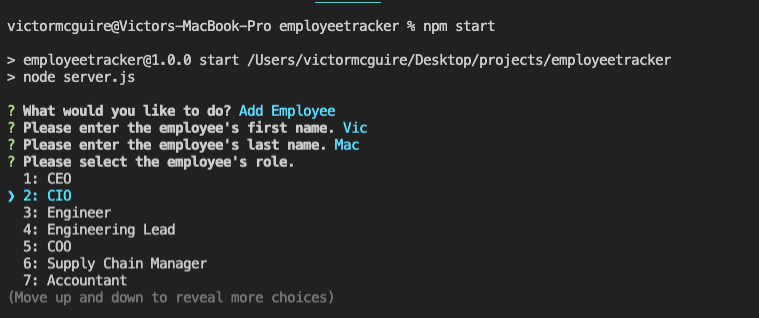 victormcguire@Victors-MacBook-Pro employeetracker % npm start
> employeetracker@1.0.0 start /Users/victormcguire/Desktop/projects/employeetracker
> node server.js
? What would you like to do? Add Employee
? Please enter the employee's first name. Vic
? Please enter the employee's last name. Mac
? Please select the employee's role.
1: CEO
❯ 2: CIO
3: Engineer
4: Engineering Lead
5: COO
6: Supply Chain Manager
7: Accountant
(Move up and down to reveal more choices)